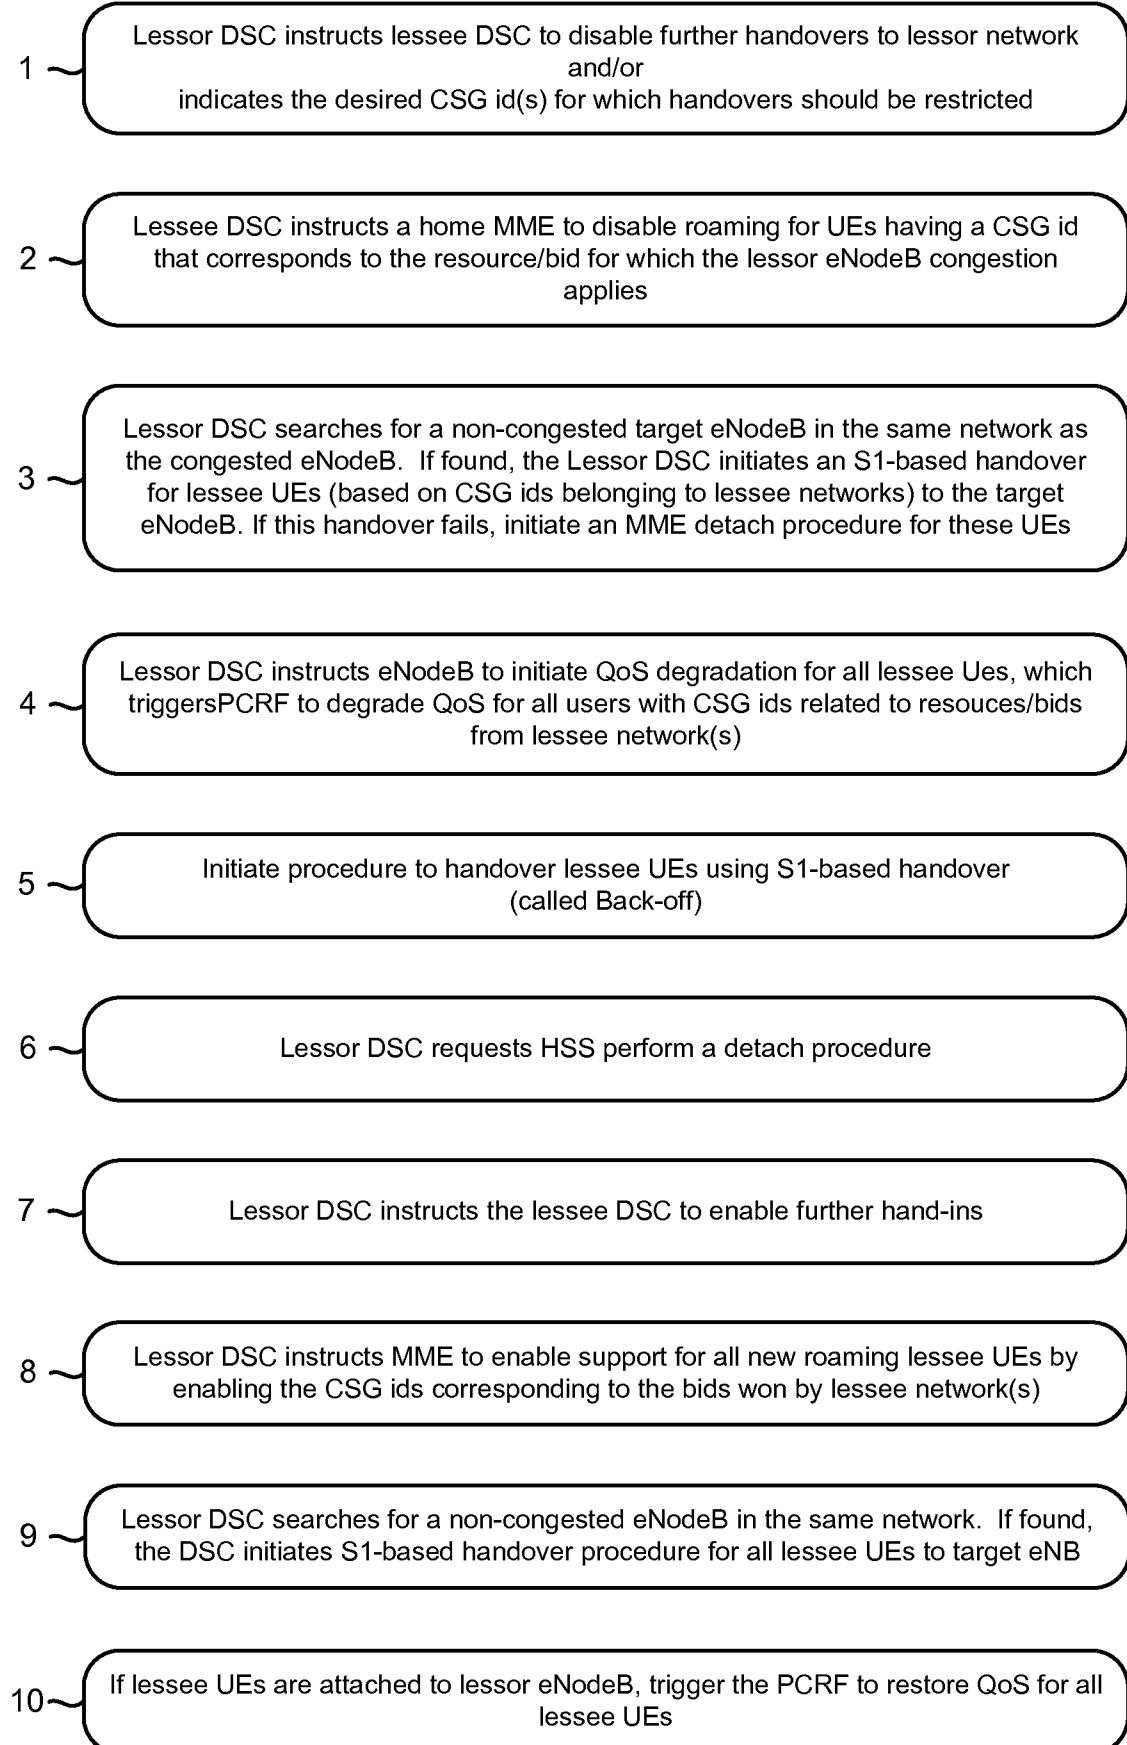 1
Lessor DSC instructs lessee DSC to disable further handovers to lessor network
and/or
indicates the desired CSG id(s) for which handovers should be restricted
2
Lessee DSC instructs a home MME to disable roaming for UEs having a CSG id
that corresponds to the resource/bid for which the lessor eNodeB congestion
applies
3
Lessor DSC searches for a non-congested target eNodeB in the same network as
the congested eNodeB.  If found, the Lessor DSC initiates an S1-based handover
for lessee UEs (based on CSG ids belonging to lessee networks) to the target
eNodeB. If this handover fails, initiate an MME detach procedure for these UEs
4
Lessor DSC instructs eNodeB to initiate QoS degradation for all lessee Ues, which
triggersPCRF to degrade QoS for all users with CSG ids related to resouces/bids
from lessee network(s)
5
Initiate procedure to handover lessee UEs using S1-based handover
(called Back-off)
6
Lessor DSC requests HSS perform a detach procedure
7
Lessor DSC instructs the lessee DSC to enable further hand-ins
8
Lessor DSC instructs MME to enable support for all new roaming lessee UEs by
enabling the CSG ids corresponding to the bids won by lessee network(s)
9
Lessor DSC searches for a non-congested eNodeB in the same network.  If found,
the DSC initiates S1-based handover procedure for all lessee UEs to target eNB
10
If lessee UEs are attached to lessor eNodeB, trigger the PCRF to restore QoS for all
lessee UEs